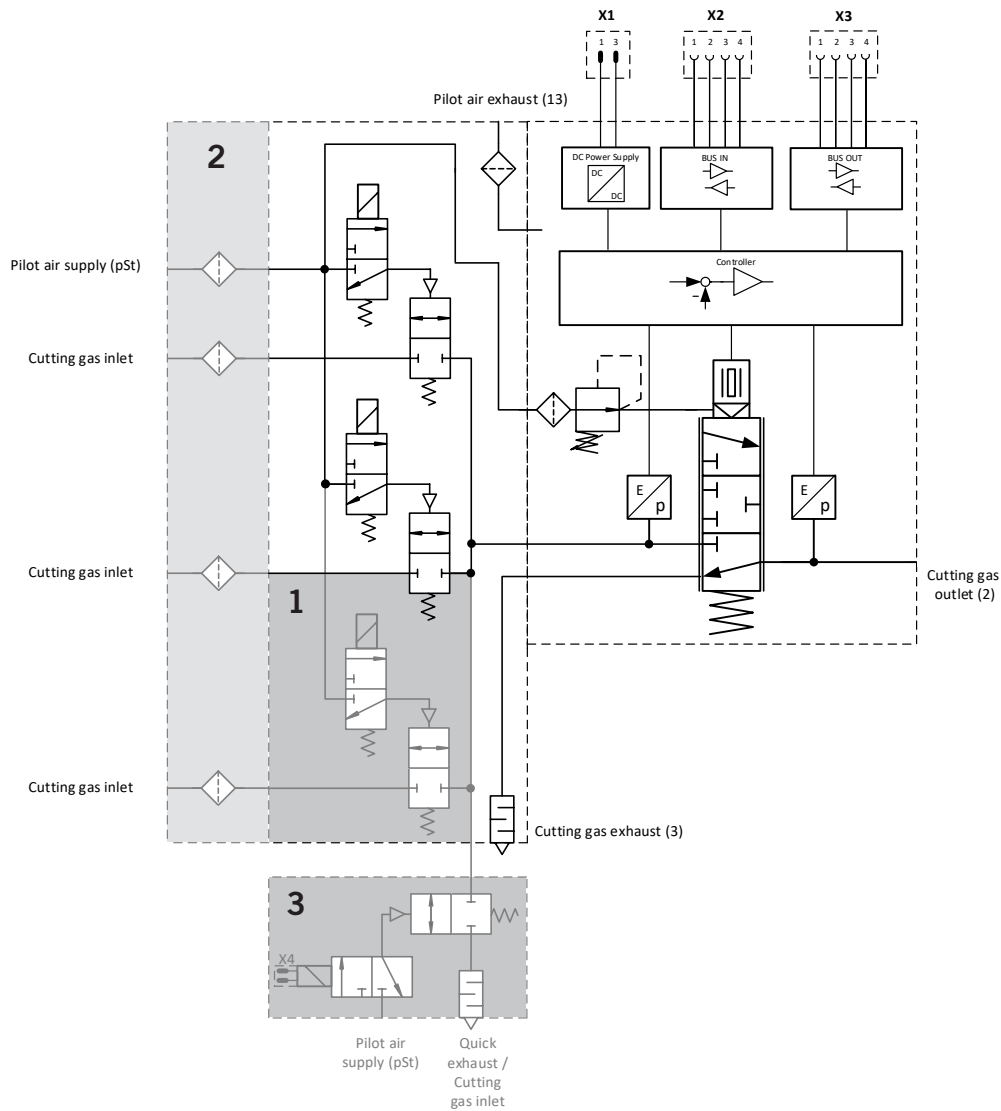 X1 X2 X3
1 3 1 2 3 4 1 2 3 4
Pilot air exhaust (13)
2
DC Power Supply
DC
DC
BUS IN
BUS OUT
Pilot air supply (pSt)
Controller
Cutting gas inlet
E
p
E
p
Cutting gas inlet
Cutting gas
outlet (2)
1
Cutting gas inlet
Cutting gas exhaust (3)
3
X4
Pilot air
supply (pSt)
Quick
exhaust /
Cutting
gas inlet